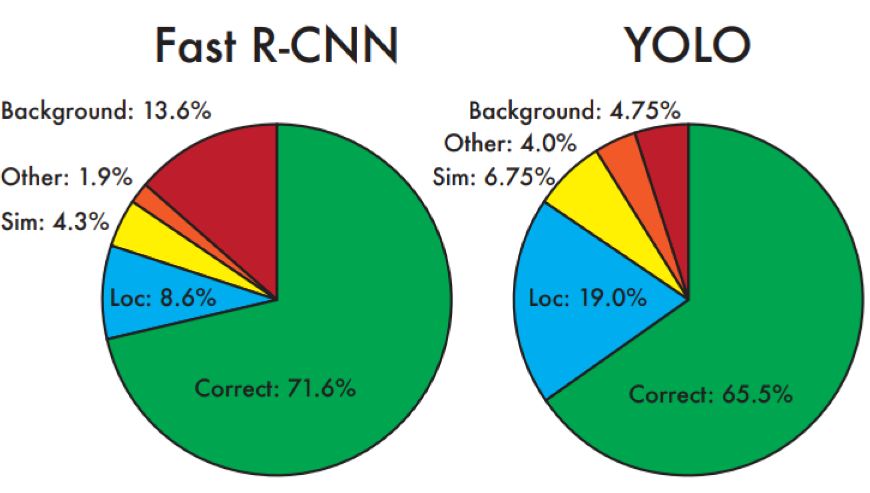 Fast R-CNN
YOLO
Background: 13.6%
Other: 1.9%
Sim: 4.3%
Loc: 8.6%
Correct: 71.6%
Background: 4.75%
Other: 4.0%
Sim: 6.75%
Loc: 19.0%
Correct: 65.5%